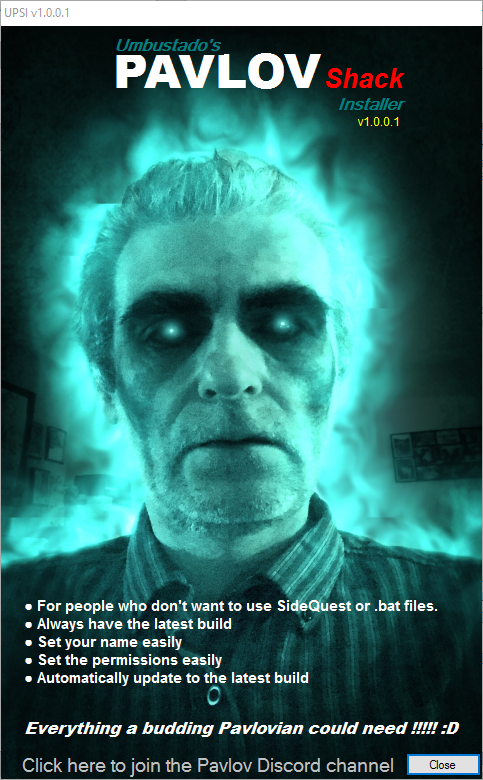 UPSI v1.0.0.1
Umbustado's
PAVLOV Shack
Installer
v1.0.0.1
● For people who don't want to use SideQuest or .bat files.
● Always have the latest build
● Set your name easily
● Set the permissions easily
● Automatically update to the latest build
Everything a budding Pavlovian could need !!!!! :D
Click here to join the Pavlov Discord channel
Close